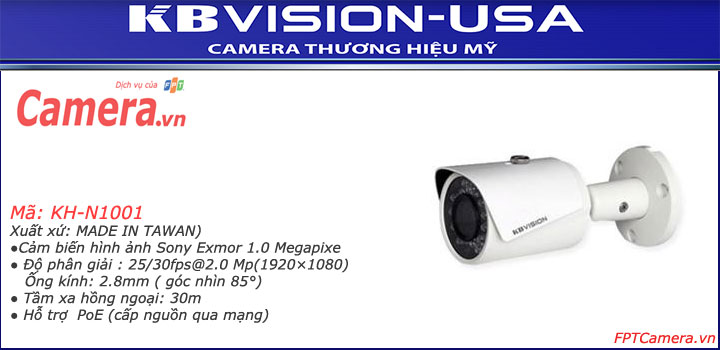 KBVISION-USA
CAMERA THƯƠNG HIỆU MỸ
Dịch vụ của FPT
Camera.vn
Mã: KH-N1001
Xuất xứ: MADE IN TAWAN)
●Cảm biến hình ảnh Sony Exmor 1.0 Megapixe
● Độ phân giải : 25/30fps@2.0 Mp(1920×1080)
Ống kính: 2.8mm ( góc nhìn 85°)
● Tầm xa hồng ngoại: 30m
● Hỗ trợ PoE (cấp nguồn qua mạng)
KBVISION
FPTCamera.vn